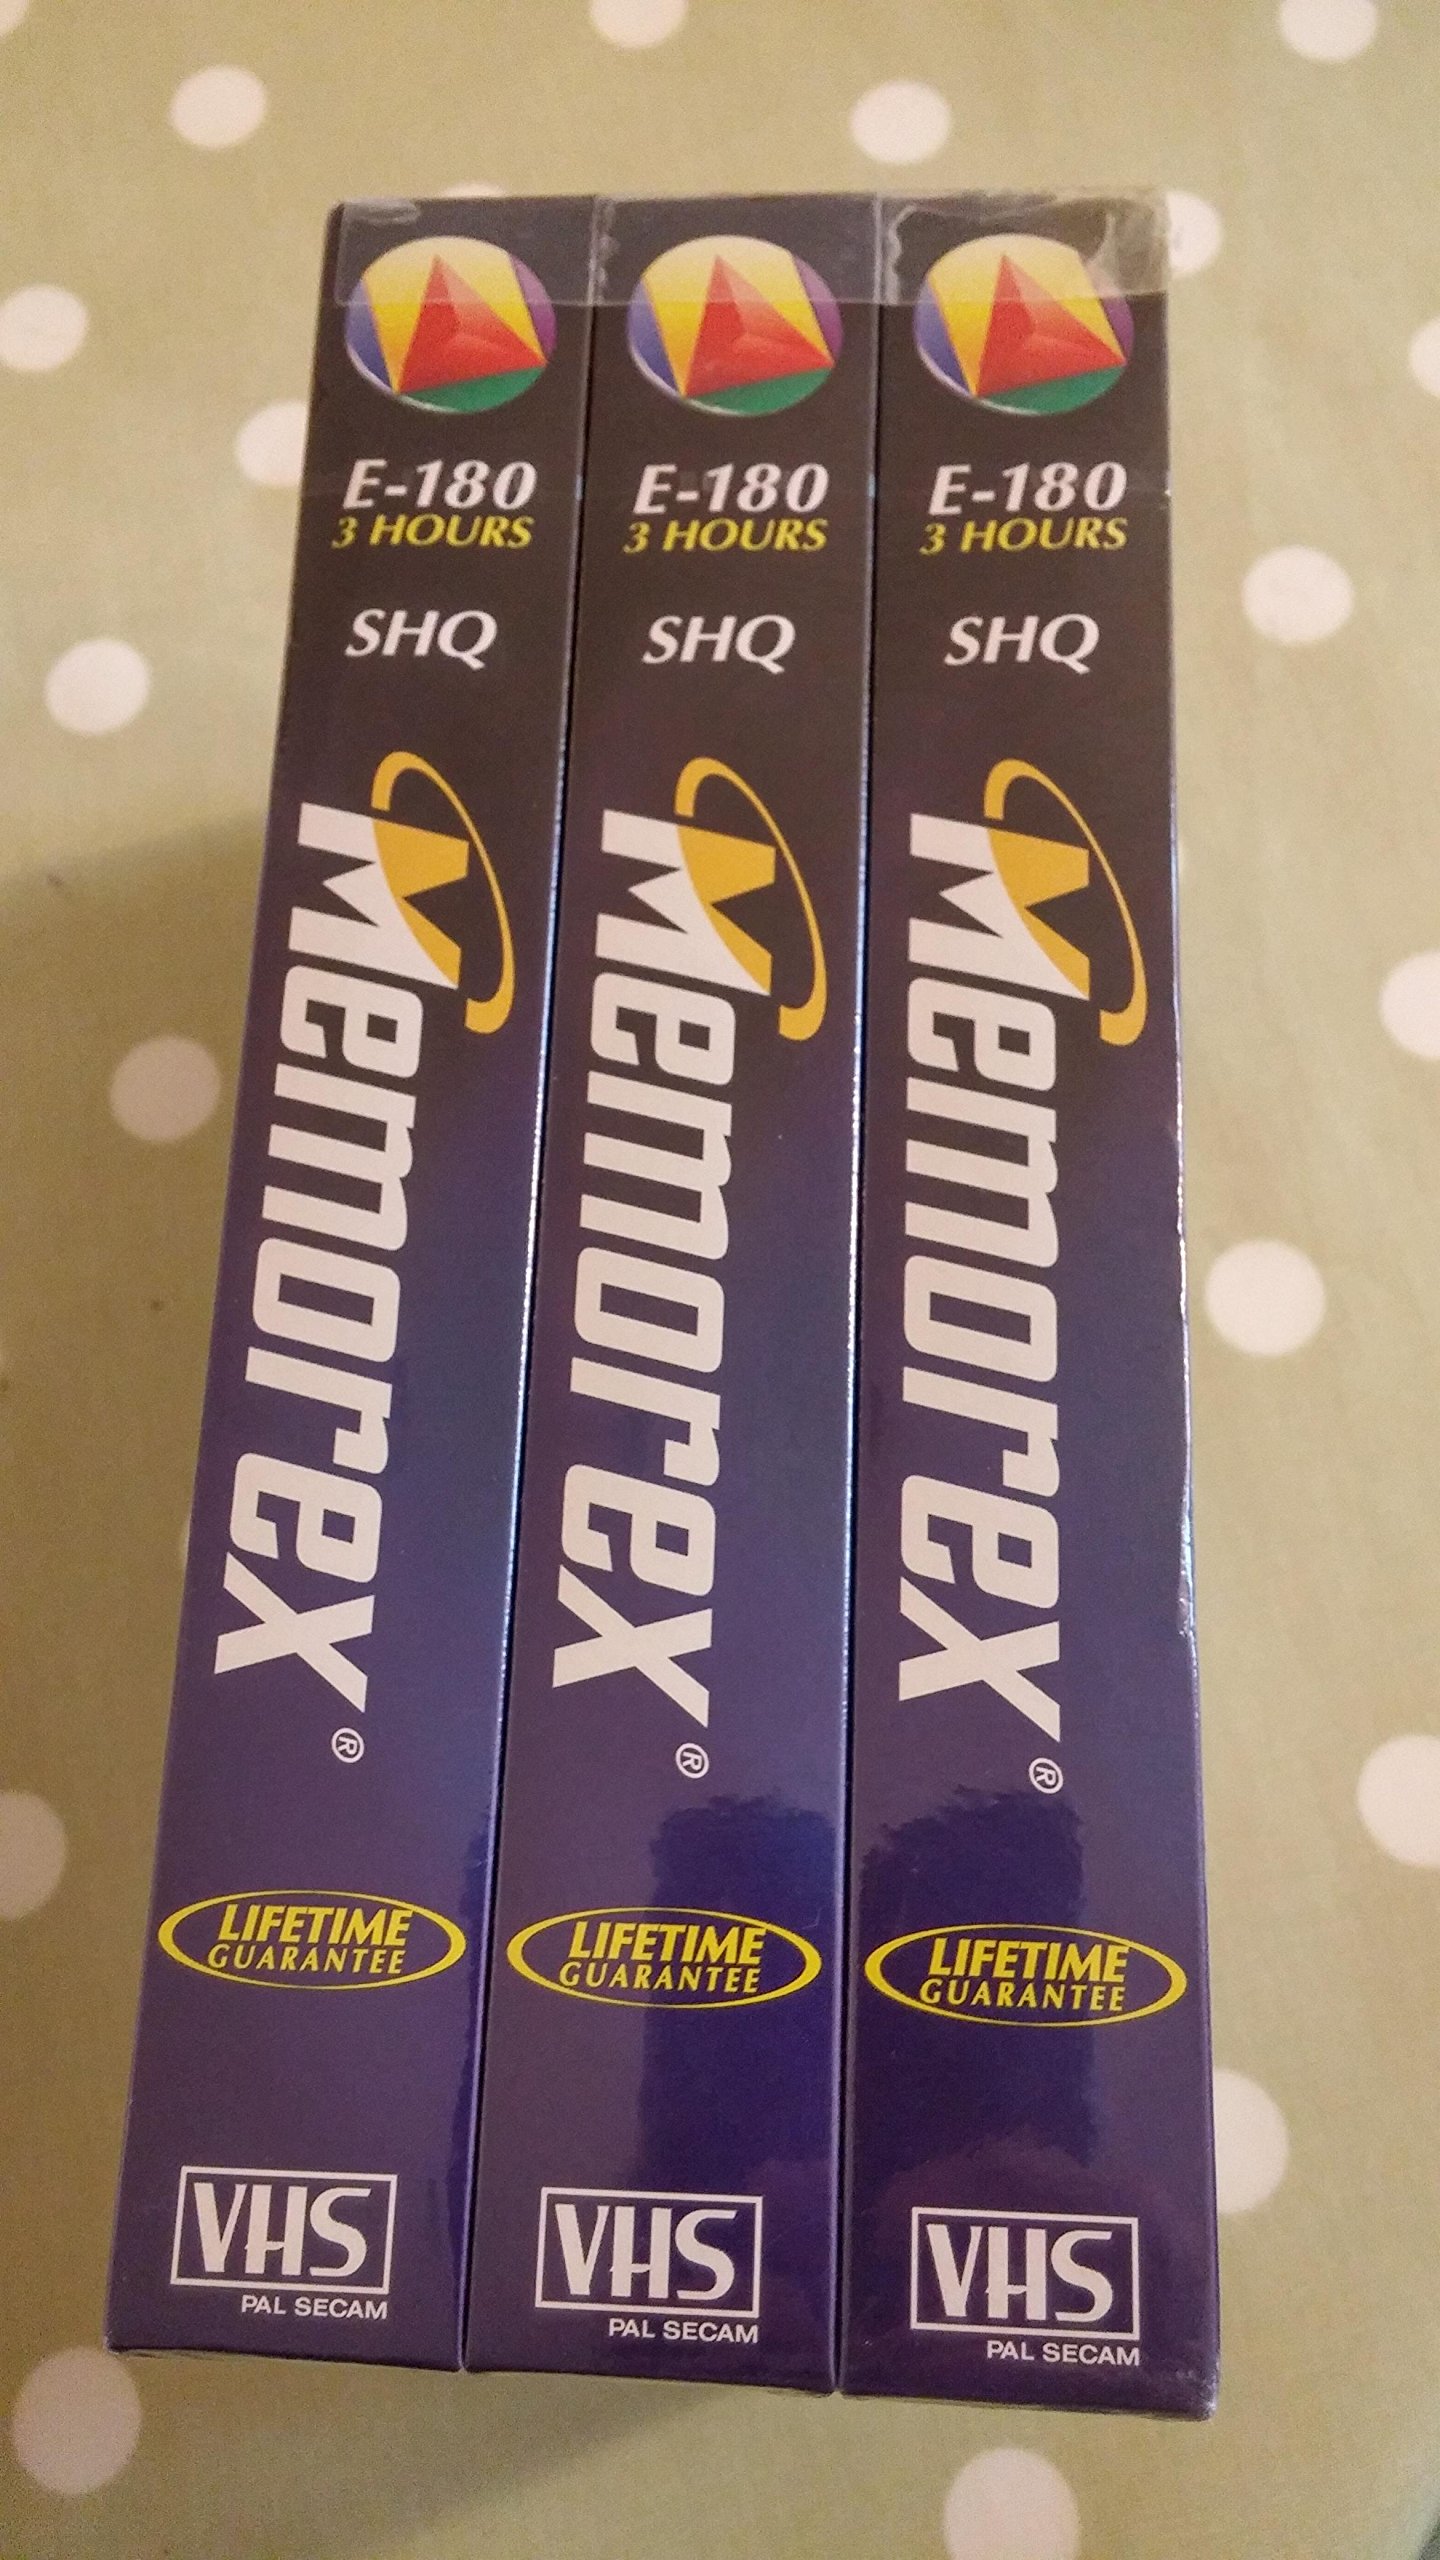 E-180
3 HOURS
SHQ
Memorex®
LIFETIME
GUARANTEE
VHS
PAL SECAM
E-180
3 HOURS
SHQ
Memorex®
LIFETIME
GUARANTEE
VHS
PAL SECAM
E-180
3 HOURS
SHQ
Memorex®
LIFETIME
GUARANTEE
VHS
PAL SECAM